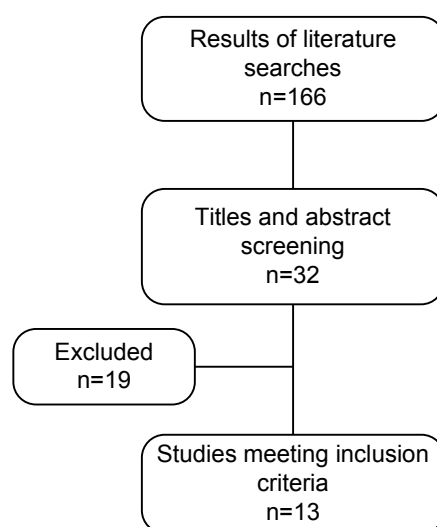 Results of literature
searches
n=166
Titles and abstract
screening
n=32
Excluded
n=19
Studies meeting inclusion
criteria
n=13